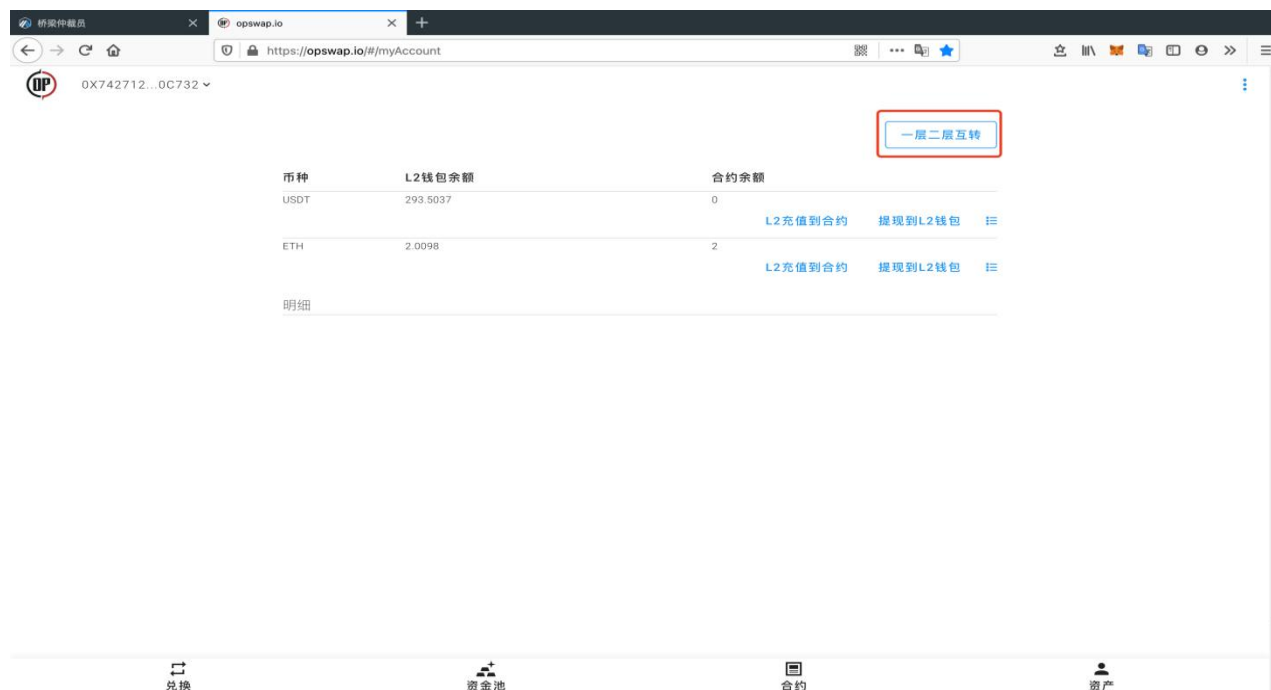 桥梁仲裁员
opswap.io
https://opswap.io/#/myAccount
OP
0X742712...0C732
一层二层互转
币种 L2钱包余额 合约余额
USDT 293.5037 0
L2充值到合约 提现到L2钱包
ETH 2.0098 2
L2充值到合约 提现到L2钱包
明细
兑换 资金池 合约 资产